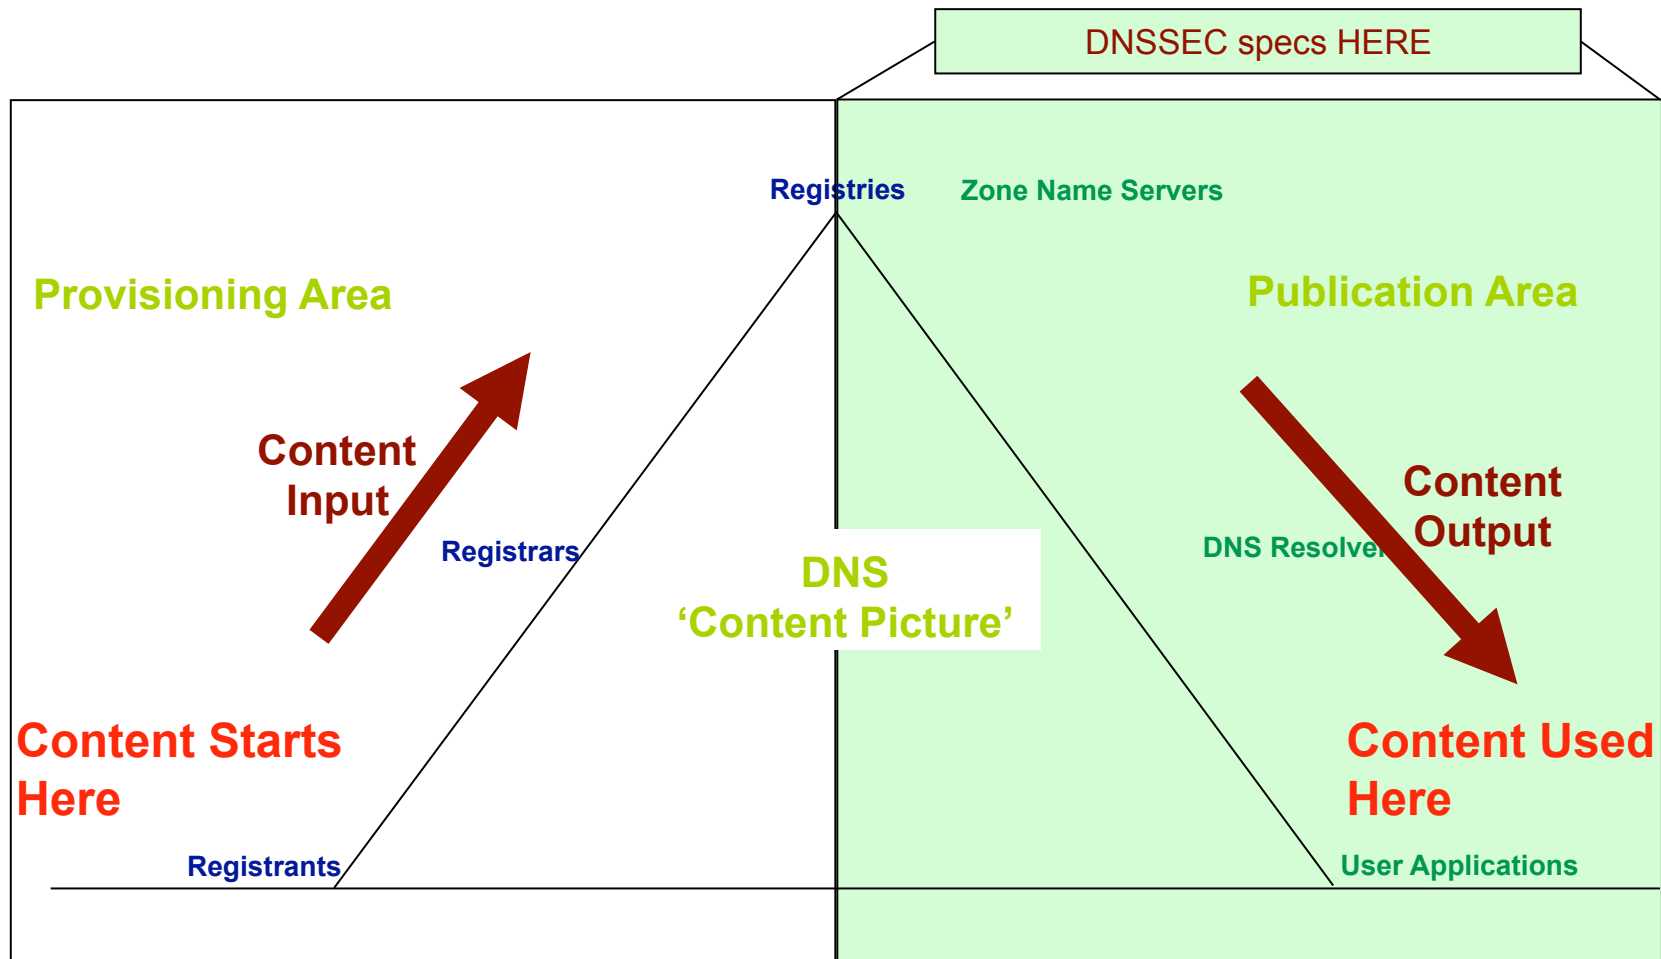 DNSSEC specs HERE
Registries
Zone Name Servers
Provisioning Area
Publication Area
Content
Input
Content
Output
Registrars
DNS Resolver
DNS
‘Content Picture’
Content Starts
Here
Content Used
Here
Registrants
User Applications